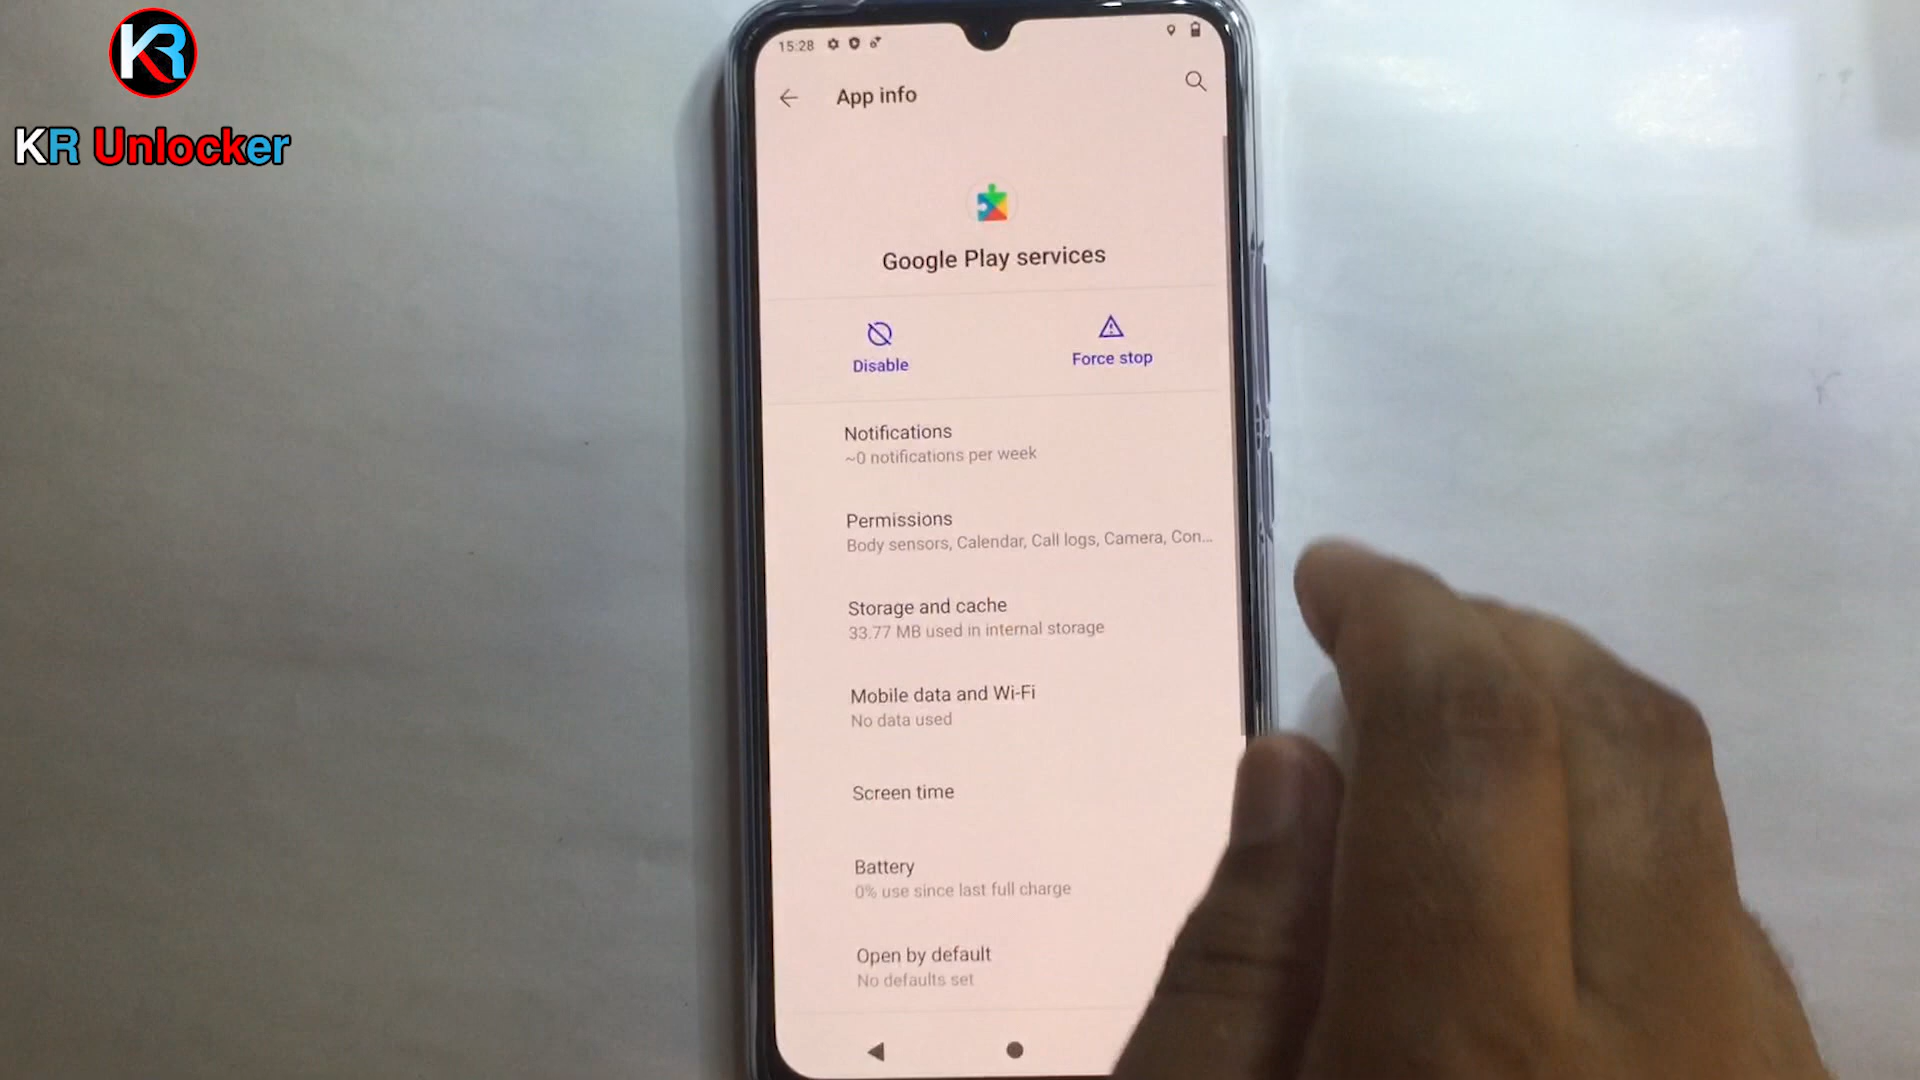 KR
KR Unlocker
15:28
App info
Google Play services
Disable
Force stop
Notifications
~0 notifications per week
Permissions
Body sensors, Calendar, Call logs, Camera, Con...
Storage and cache
33.77 MB used in internal storage
Mobile data and Wi-Fi
No data used
Screen time
Battery
0% use since last full charge
Open by default
No defaults set